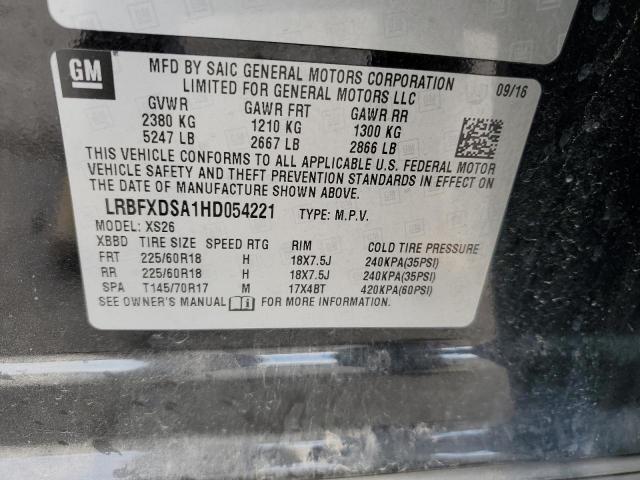 GM
MFD BY SAIC GENERAL MOTORS CORPORATION
LIMITED FOR GENERAL MOTORS LLC
09/16
GVWR GAWR FRT GAWR RR
2380 KG 1210 KG 1300 KG
5247 LB 2667 LB 2866 LB
THIS VEHICLE CONFORMS TO ALL APPLICABLE U.S. FEDERAL MOTOR
VEHICLE SAFETY AND THEFT PREVENTION STANDARDS IN EFFECT ON
THE DATE OF MANUFACTURE SHOWN ABOVE.
LRBFXDSA1HD054221 TYPE: M.P.V.
MODEL: XS26
XBBD TIRE SIZE SPEED RTG RIM COLD TIRE PRESSURE
FRT 225/60R18 H 18X7.5J 240KPA(35PSI)
RR 225/60R18 H 18X7.5J 240KPA(35PSI)
SPA T145/70R17 M 17X4BT 420KPA(60PSI)
SEE OWNER'S MANUAL FOR MORE INFORMATION.